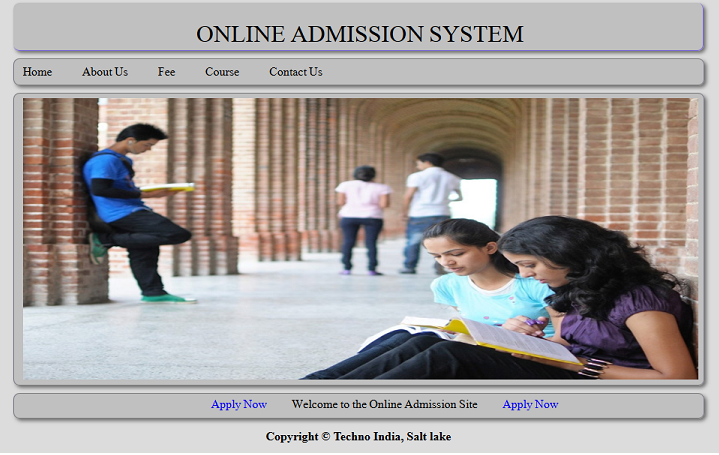 ONLINE ADMISSION SYSTEM
Home About Us Fee Course Contact Us
Apply Now Welcome to the Online Admission Site Apply Now
Copyright © Techno India, Salt lake